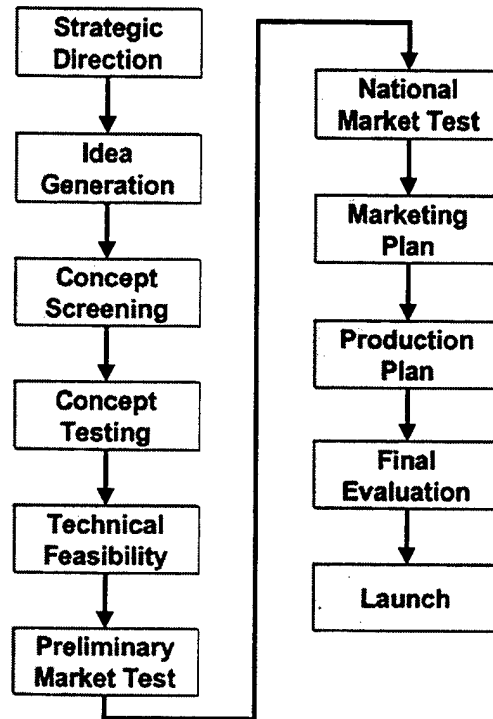 Strategic
Direction
Idea
Generation
Concept
Screening
Concept
Testing
Technical
Feasibility
Preliminary
Market Test
National
Market Test
Marketing
Plan
Production
Plan
Final
Evaluation
Launch